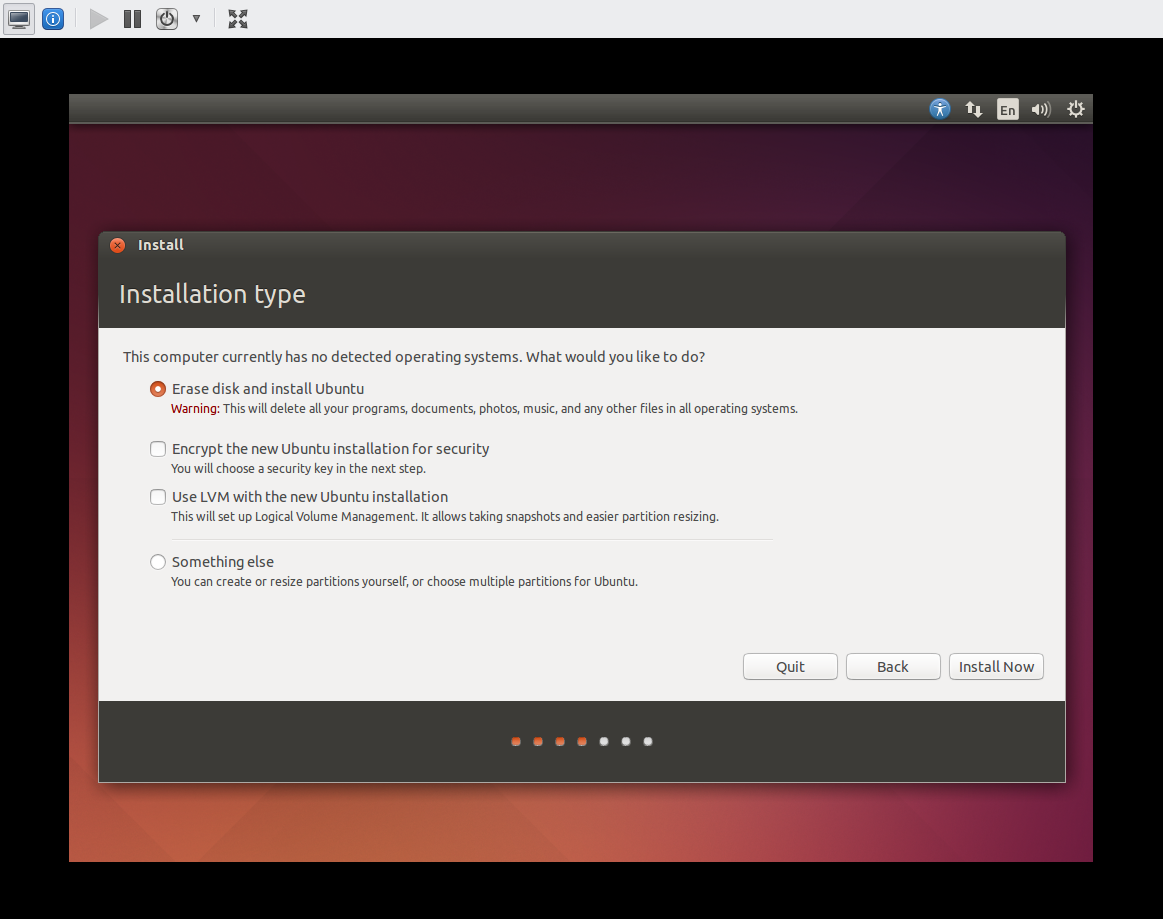 En
Install
Installation type
This computer currently has no detected operating systems. What would you like to do?
Erase disk and install Ubuntu
Warning: This will delete all your programs, documents, photos, music, and any other files in all operating systems.
Encrypt the new Ubuntu installation for security
You will choose a security key in the next step.
Use LVM with the new Ubuntu installation
This will set up Logical Volume Management. It allows taking snapshots and easier partition resizing.
Something else
You can create or resize partitions yourself, or choose multiple partitions for Ubuntu.
Quit Back Install Now